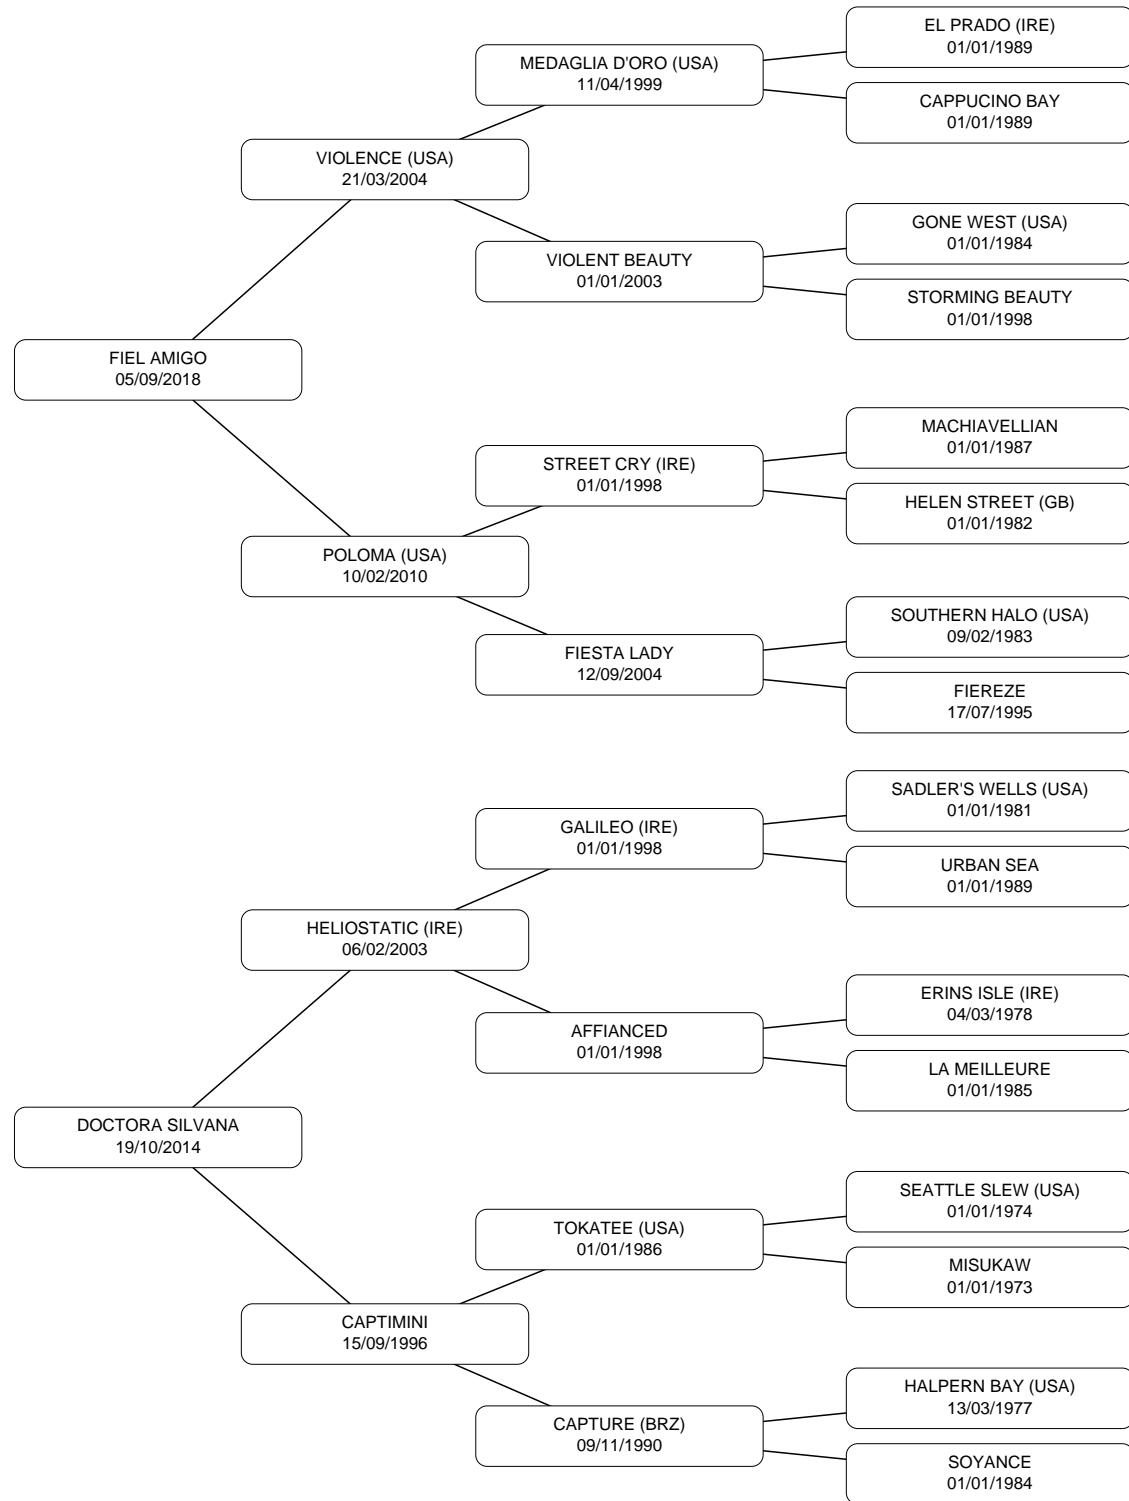 EL PRADO (IRE)
01/01/1989
MEDAGLIA D'ORO (USA)
11/04/1999
CAPPUCINO BAY
01/01/1989
VIOLENCE (USA)
21/03/2004
GONE WEST (USA)
01/01/1984
VIOLENT BEAUTY
01/01/2003
STORMING BEAUTY
01/01/1998
FIEL AMIGO
05/09/2018
MACHIAVELLIAN
01/01/1987
STREET CRY (IRE)
01/01/1998
HELEN STREET (GB)
01/01/1982
POLOMA (USA)
10/02/2010
SOUTHERN HALO (USA)
09/02/1983
FIESTA LADY
12/09/2004
FIEREZE
17/07/1995
SADLER'S WELLS (USA)
01/01/1981
GALILEO (IRE)
01/01/1998
URBAN SEA
01/01/1989
HELIOSTATIC (IRE)
06/02/2003
ERINS ISLE (IRE)
04/03/1978
AFFIANCED
01/01/1998
LA MEILLEURE
01/01/1985
DOCTORA SILVANA
19/10/2014
SEATTLE SLEW (USA)
01/01/1974
TOKATEE (USA)
01/01/1986
MISUKAW
01/01/1973
CAPTIMINI
15/09/1996
HALPERN BAY (USA)
13/03/1977
CAPTURE (BRZ)
09/11/1990
SOYANCE
01/01/1984